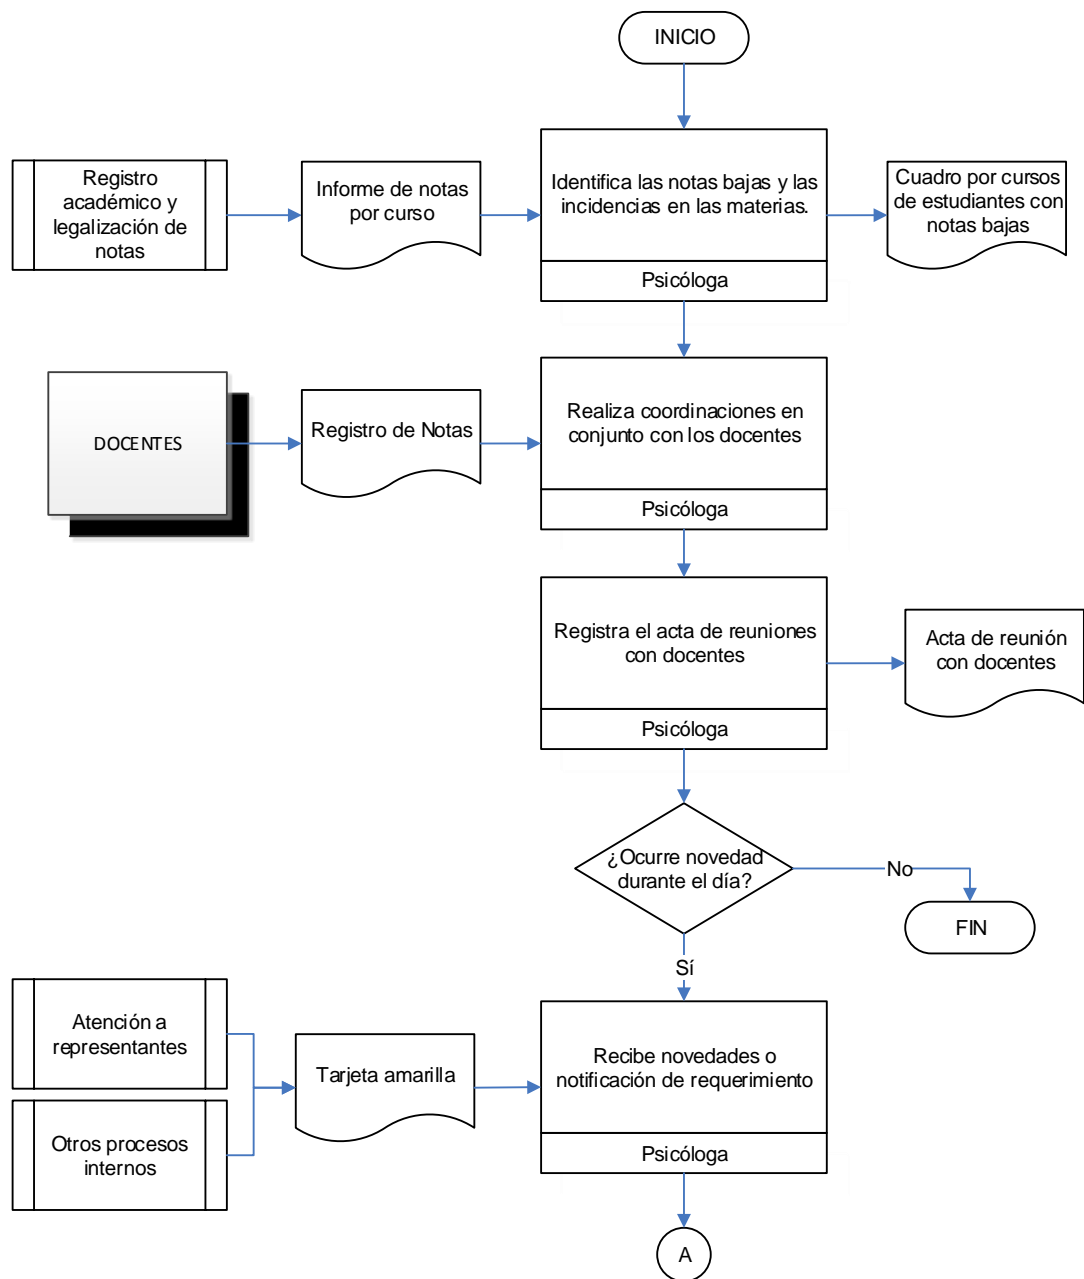 INICIO
Registro
académico y
legalización de
notas
Informe de notas
por curso
Identifica las notas bajas y las
incidencias en las materias.
Psicóloga
Cuadro por cursos
de estudiantes con
notas bajas
DOCENTES
Registro de Notas
Realiza coordinaciones en
conjunto con los docentes
Psicóloga
Registra el acta de reuniones
con docentes
Psicóloga
Acta de reunión
con docentes
¿Ocurre novedad
durante el día?
No
FIN
Sí
Atención a
representantes
Otros procesos
internos
Tarjeta amarilla
Recibe novedades o
notificación de requerimiento
Psicóloga
A